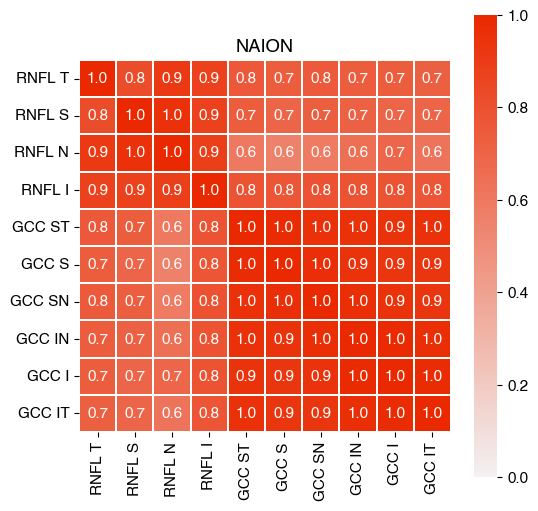 NAION
RNFL T 1.0 0.8 0.9 0.9 0.8 0.7 0.8 0.7 0.7 0.7
RNFL S 0.8 1.0 1.0 0.9 0.7 0.7 0.7 0.7 0.7 0.7
RNFL N 0.9 1.0 1.0 0.9 0.6 0.6 0.6 0.6 0.7 0.6
RNFL I 0.9 0.9 0.9 1.0 0.8 0.8 0.8 0.8 0.8 0.8
GCC ST 0.8 0.7 0.6 0.8 1.0 1.0 1.0 1.0 0.9 1.0
GCC S 0.7 0.7 0.6 0.8 1.0 1.0 1.0 0.9 0.9 0.9
GCC SN 0.8 0.7 0.6 0.8 1.0 1.0 1.0 1.0 0.9 0.9
GCC IN 0.7 0.7 0.6 0.8 1.0 0.9 1.0 1.0 1.0 1.0
GCC I 0.7 0.7 0.7 0.8 0.9 0.9 0.9 1.0 1.0 1.0
GCC IT 0.7 0.7 0.6 0.8 1.0 0.9 0.9 1.0 1.0 1.0
RNFL T RNFL S RNFL N RNFL I GCC ST GCC S GCC SN GCC IN GCC I GCC IT
1.0
0.8
0.6
0.4
0.2
0.0